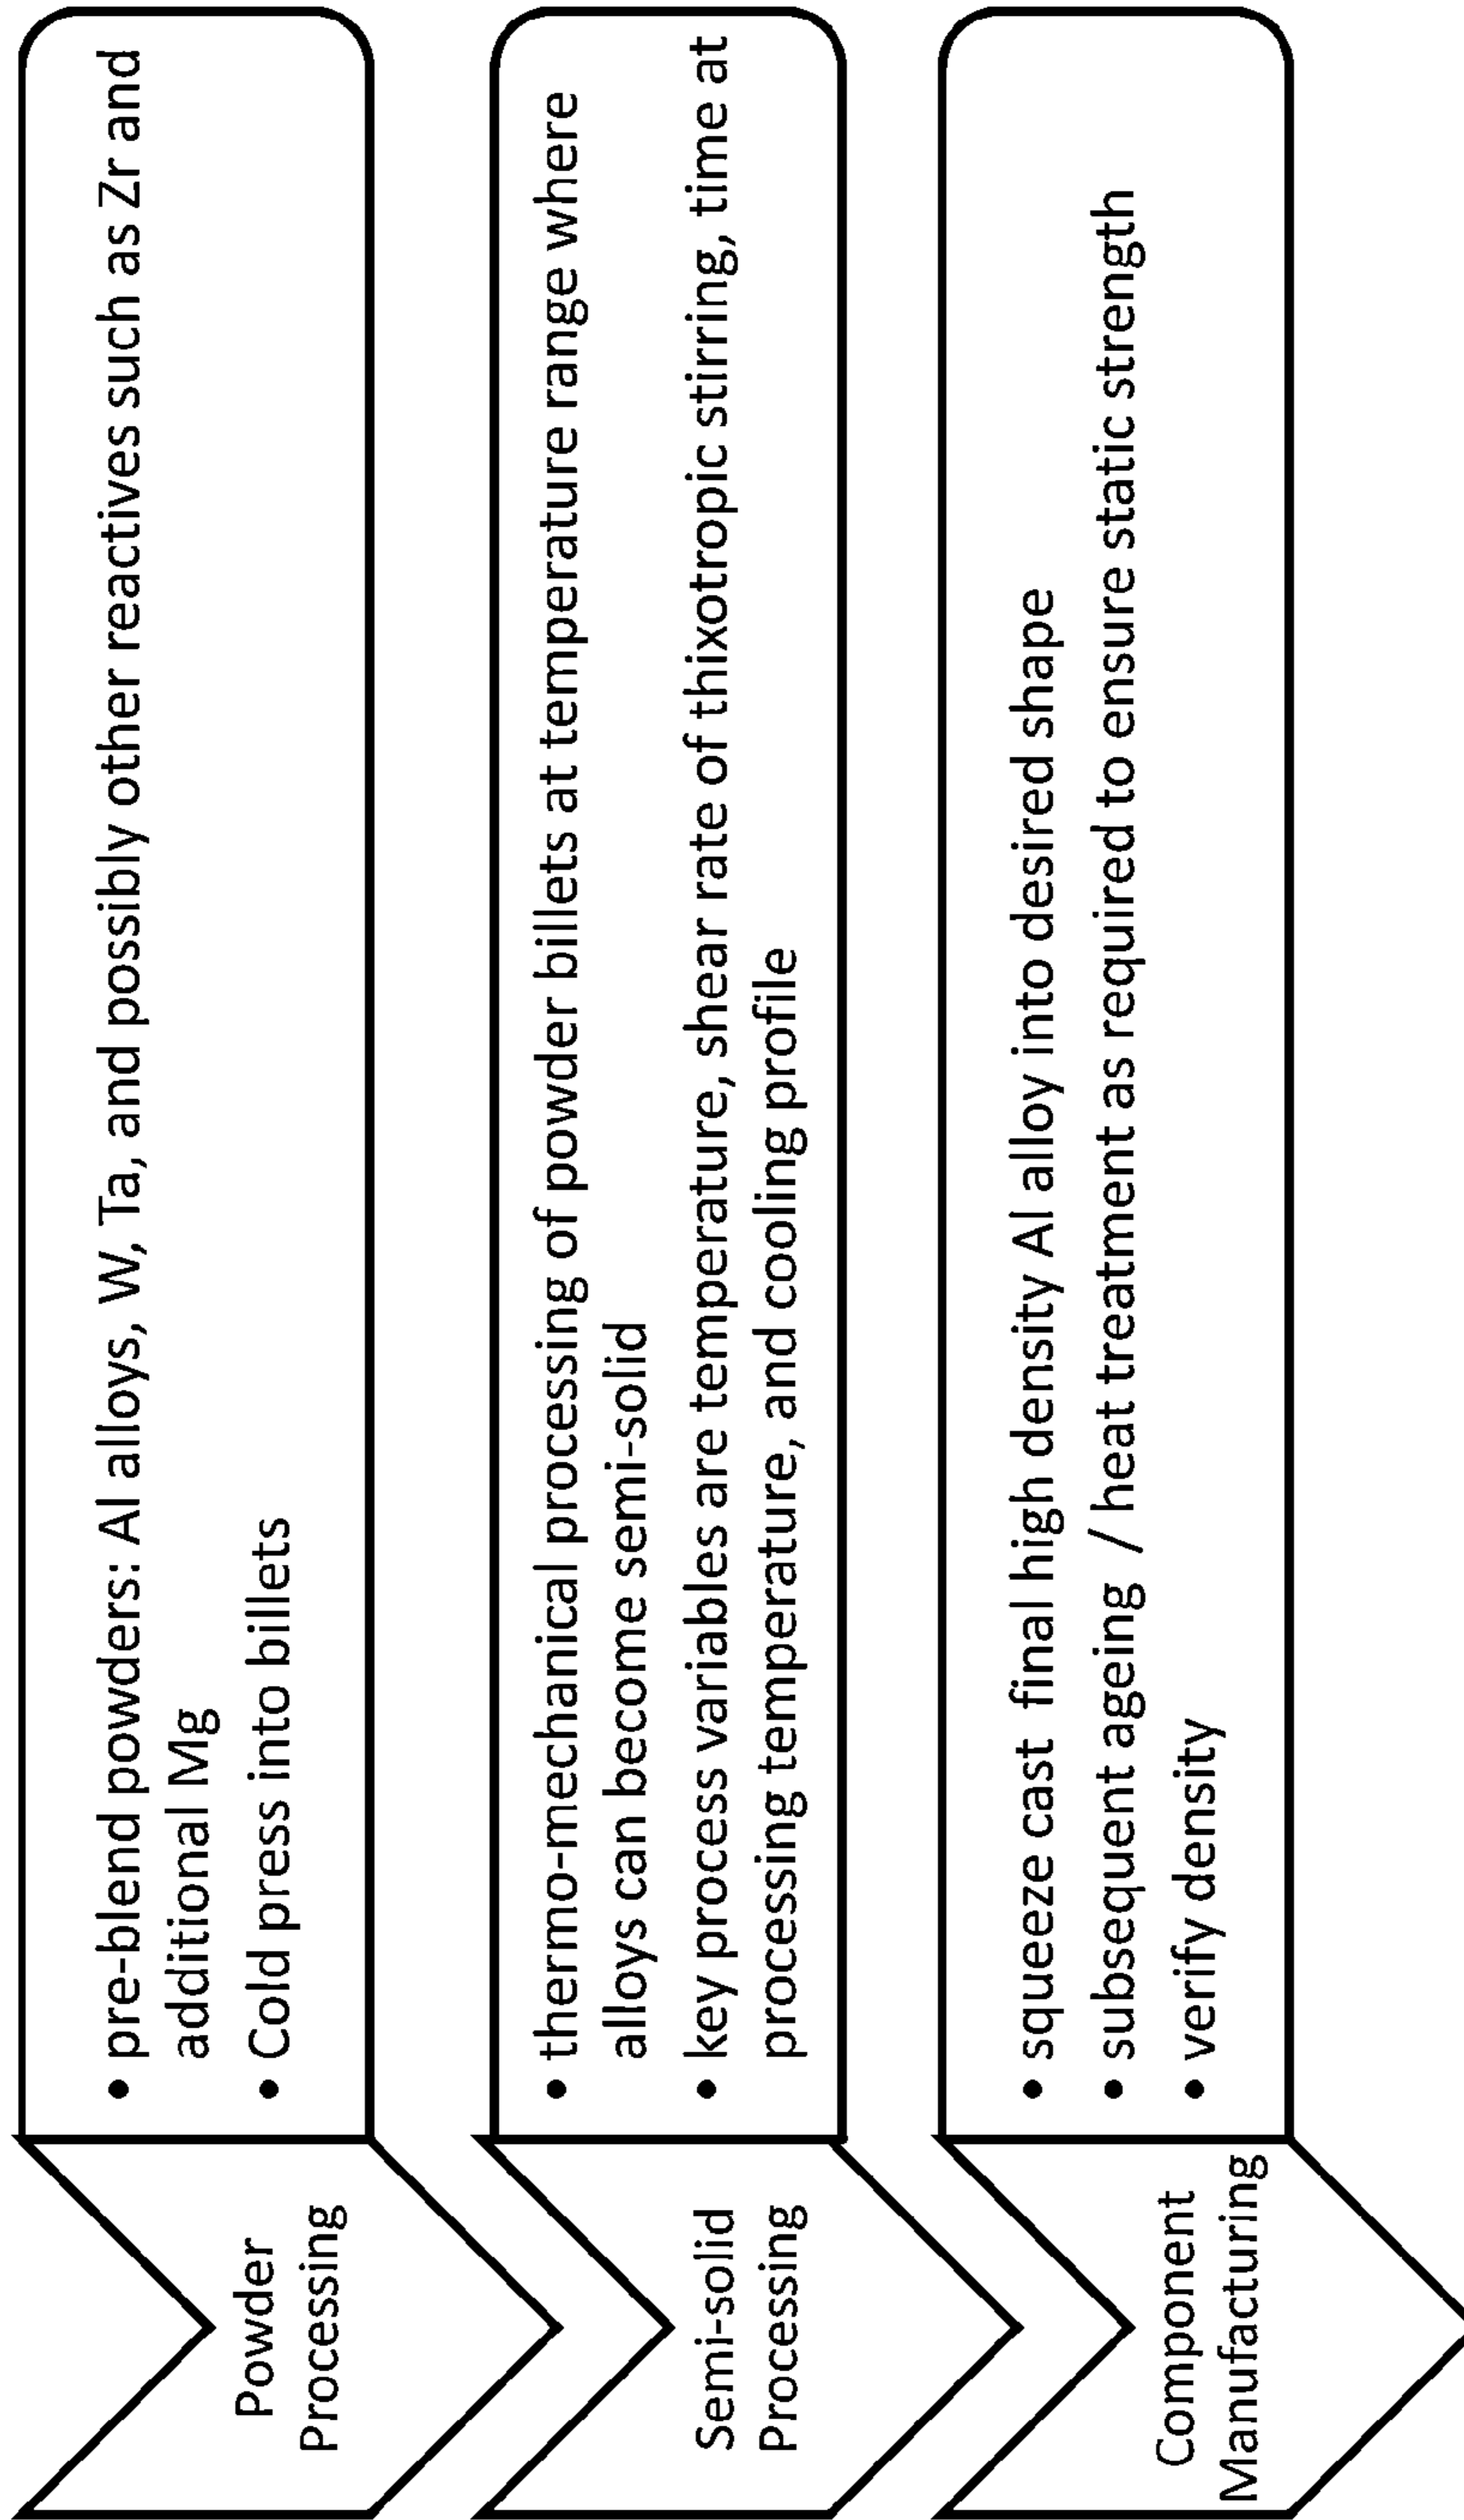 Powder
Processing
• pre-blend powders: Al alloys, W, Ta, and possibly other reactives such as Zr and
additional Mg
• Cold press into billets
Semi-solid
Processing
• thermo-mechanical processing of powder billets at temperature range where
alloys can become semi-solid
• key process variables are temperature, shear rate of thixotropic stirring, time at
processing temperature, and cooling profile
Component
Manufacturing
• squeeze cast  final high density Al alloy into desired shape
• subsequent ageing  / heat treatment as required to ensure static strength
• verify density